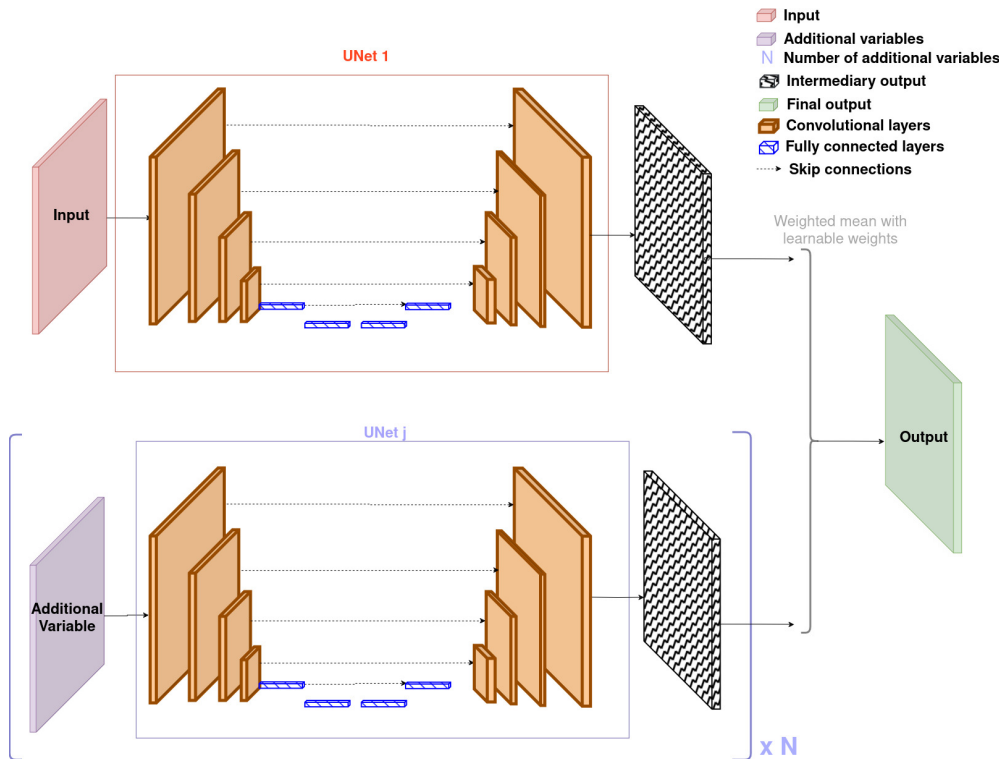 Input
Additional variables
N Number of additional variables
Intermediary output
Final output
Convolutional layers
Fully connected layers
Skip connections
UNet 1
Input
Weighted mean with
learnable weights
Output
UNet j
Additional
Variable
x N